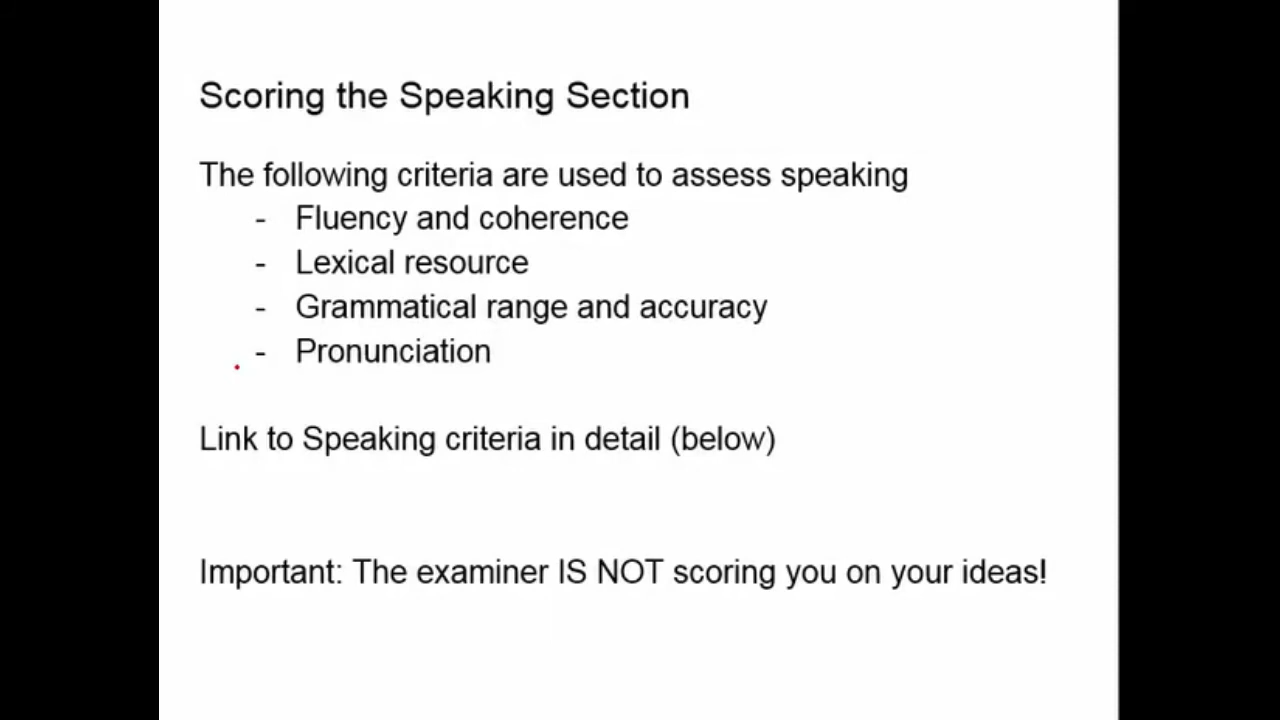 Scoring the Speaking Section
The following criteria are used to assess speaking
- Fluency and coherence
- Lexical resource
- Grammatical range and accuracy
- Pronunciation
Link to Speaking criteria in detail (below)
Important: The examiner IS NOT scoring you on your ideas!